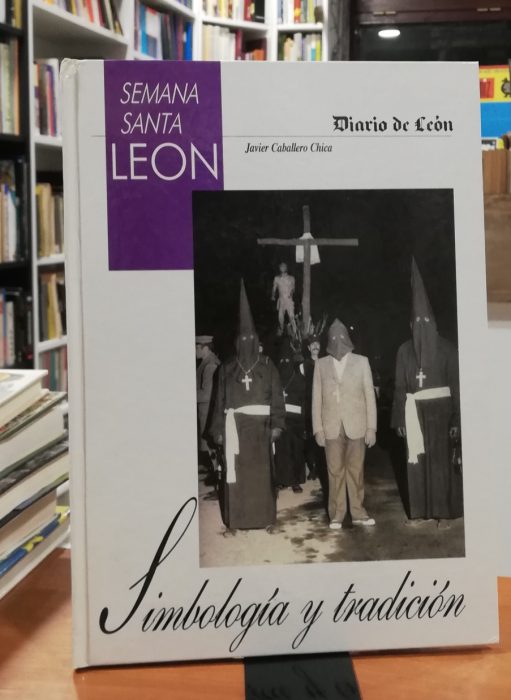 SEMANA
SANTA
LEON
Diario de León
Javier Caballero Chica
Simbología y tradición